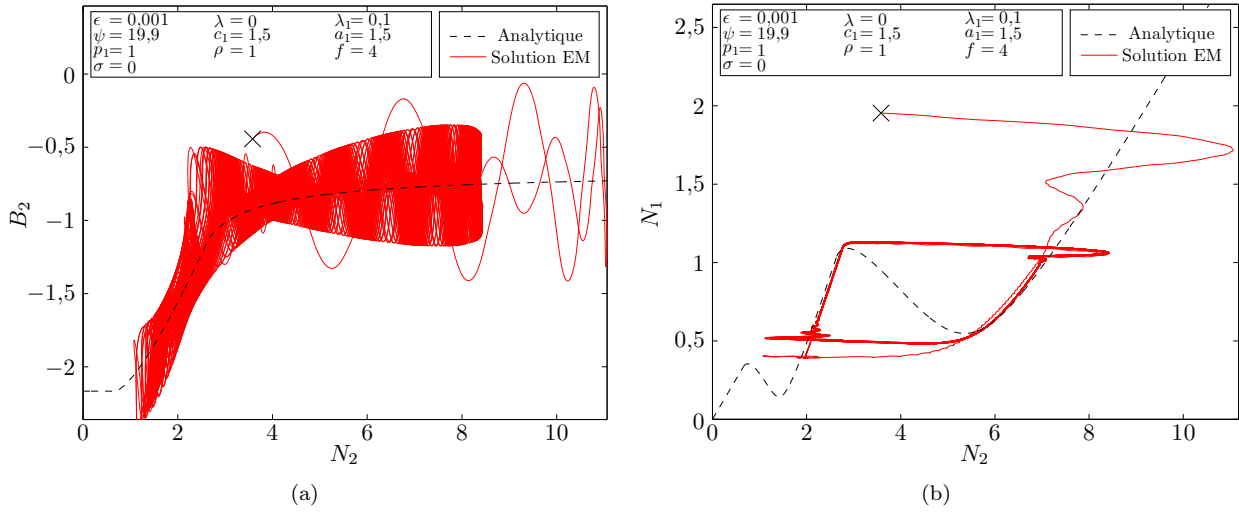 ϵ = 0,001 λ = 0 λ₁ = 0,1
ψ = 19,9 c₁ = 1,5 a₁ = 1,5
p₁ = 1 ρ = 1 f = 4
σ = 0
Analytique
Solution EM
0
−0,5
−1
−1,5
−2
B₂
0 2 4 6 8 10
N₂
(a)
ϵ = 0,001 λ = 0 λ₁ = 0,1
ψ = 19,9 c₁ = 1,5 a₁ = 1,5
p₁ = 1 ρ = 1 f = 4
σ = 0
Analytique
Solution EM
2,5
2
1,5
1
0,5
0
N₁
0 2 4 6 8 10
N₂
(b)